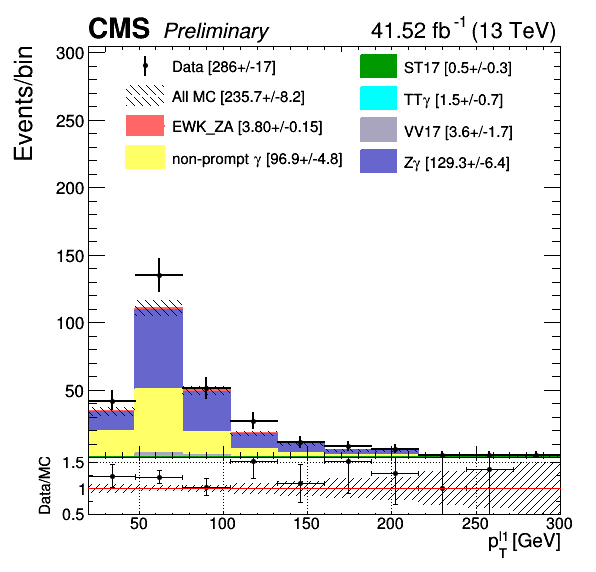 CMS Preliminary 41.52 fb⁻¹ (13 TeV)
Events/bin
300
250
200
150
100
50
Data [286+/-17]
All MC [235.7+/-8.2]
EWK_ZA [3.80+/-0.15]
non-prompt γ [96.9+/-4.8]
ST17 [0.5+/-0.3]
TTγ [1.5+/-0.7]
VV17 [3.6+/-1.7]
Zγ [129.3+/-6.4]
Data/MC
1.5
1
0.5
50 100 150 200 250 300
p_T^l1 [GeV]